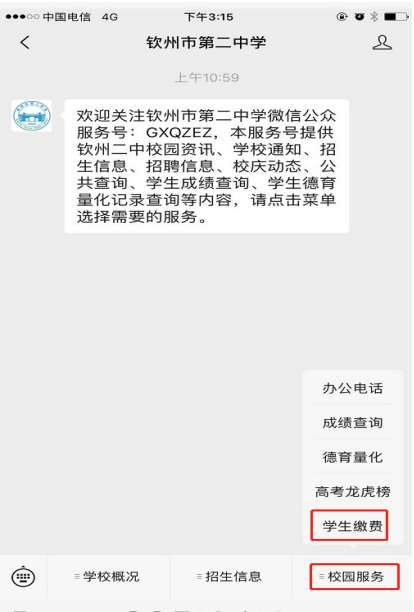 中国电信 4G 下午3:15
钦州市第二中学
上午10:59
欢迎关注钦州市第二中学微信公众
服务号：GXQZEZ，本服务号提供
钦州二中校园资讯、学校通知、招
生信息、招聘信息、校庆动态、公
共查询、学生成绩查询、学生德育
量化记录查询等内容，请点击菜单
选择需要的服务。
办公电话
成绩查询
德育量化
高考龙虎榜
学生缴费
学校概况 招生信息 校园服务